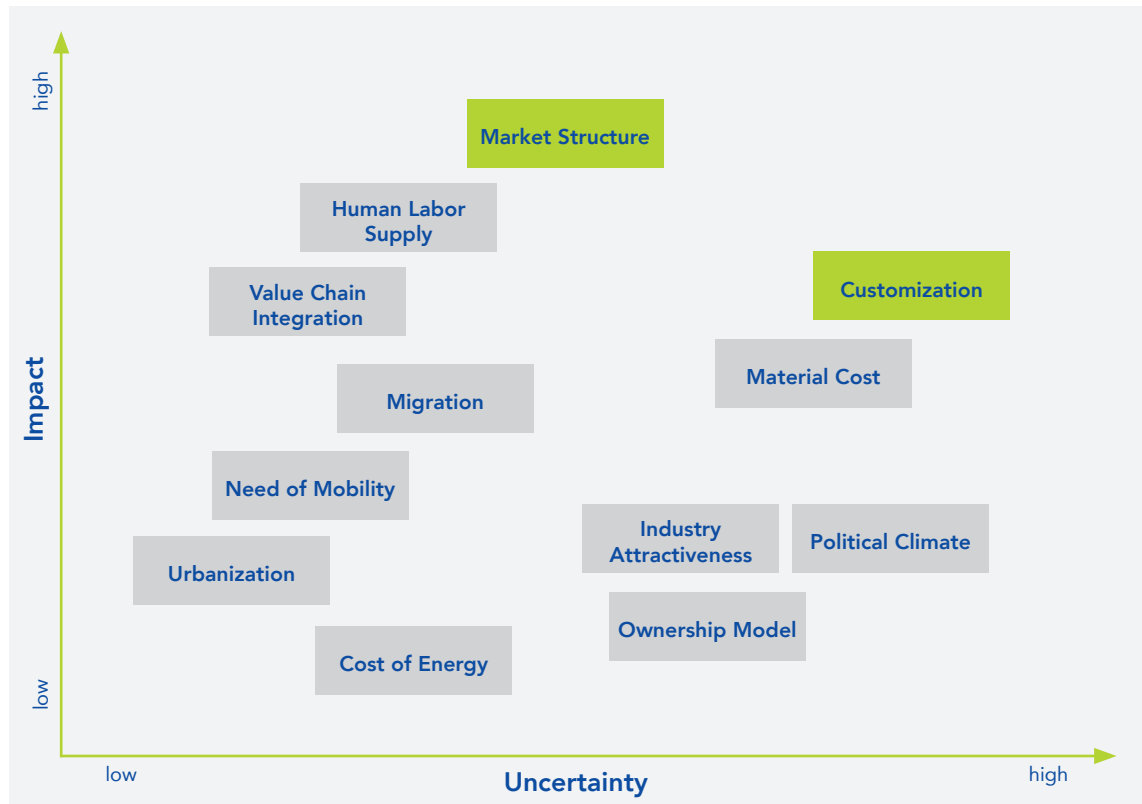 high
Market Structure
Human Labor
Supply
Value Chain
Integration
Customization
Material Cost
Impact
Migration
Need of Mobility
Industry
Attractiveness
Political Climate
Urbanization
Ownership Model
Cost of Energy
low
low
Uncertainty
high